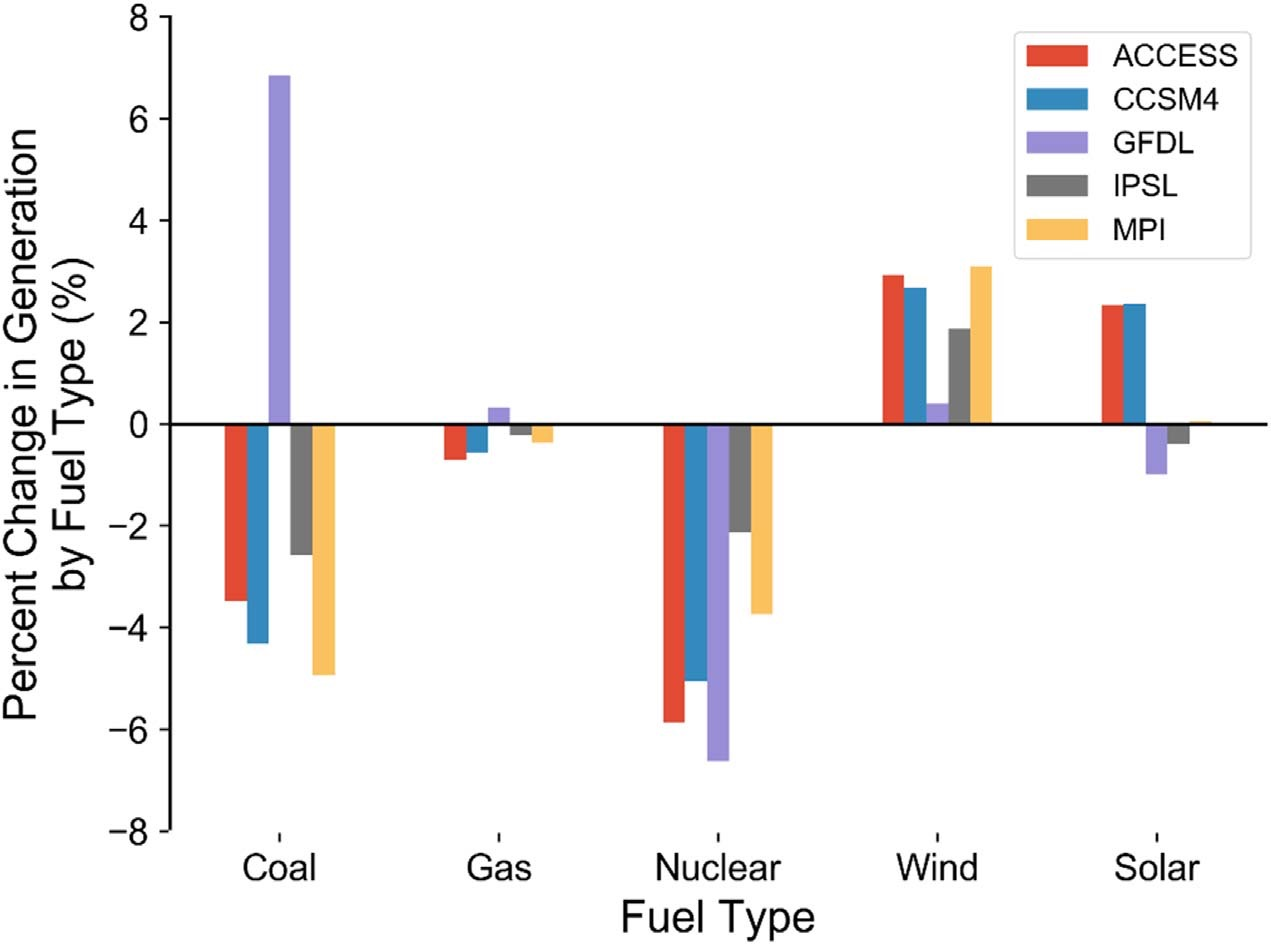 Percent Change in Generation
by Fuel Type (%)
8
6
4
2
0
−2
−4
−6
−8
ACCESS
CCSM4
GFDL
IPSL
MPI
Coal Gas Nuclear Wind Solar
Fuel Type